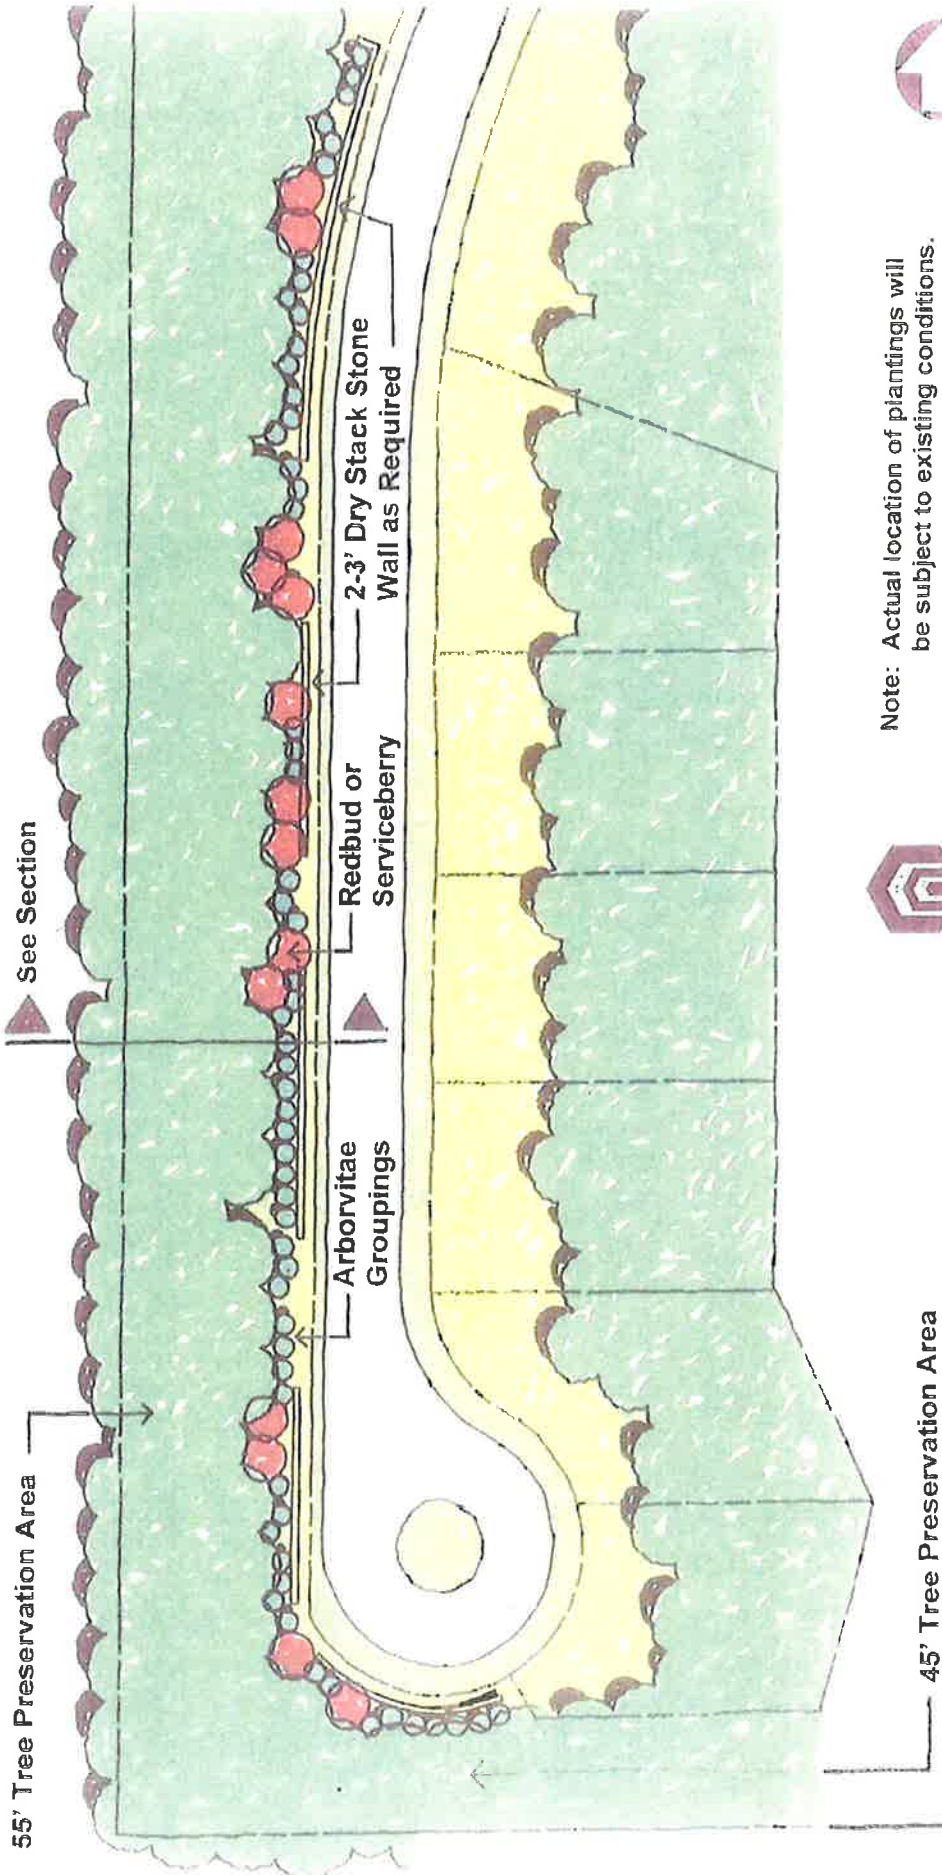 55' Tree Preservation Area
See Section
Arborvitae
Groupings
Redbud or
Serviceberry
2-3' Dry Stack Stone
Wall as Required
45' Tree Preservation Area
Note: Actual location of plantings will
be subject to existing conditions.